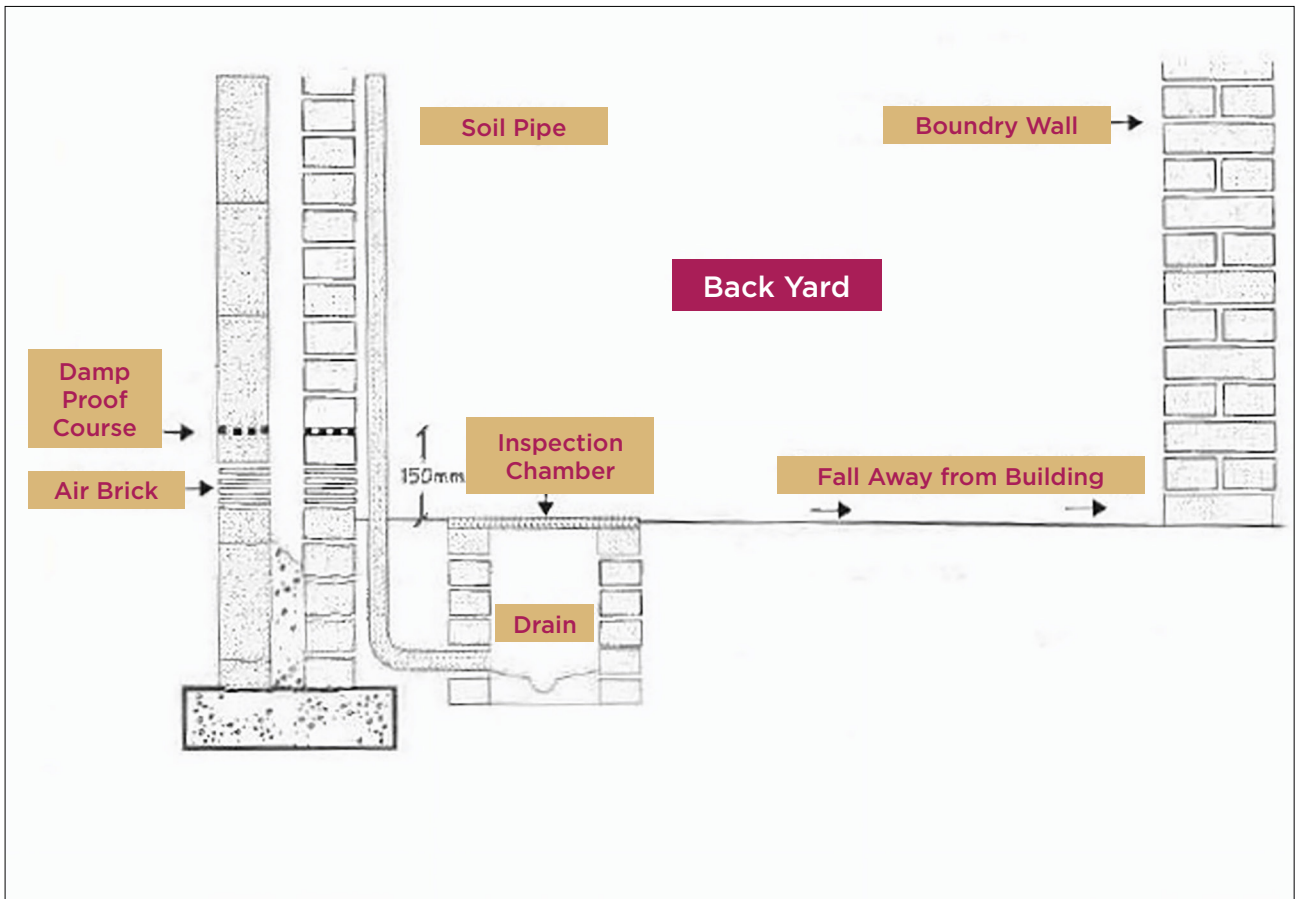 Soil Pipe
Boundry Wall
Back Yard
Damp
Proof
Course
150mm
Inspection
Chamber
Air Brick
Fall Away from Building
Drain